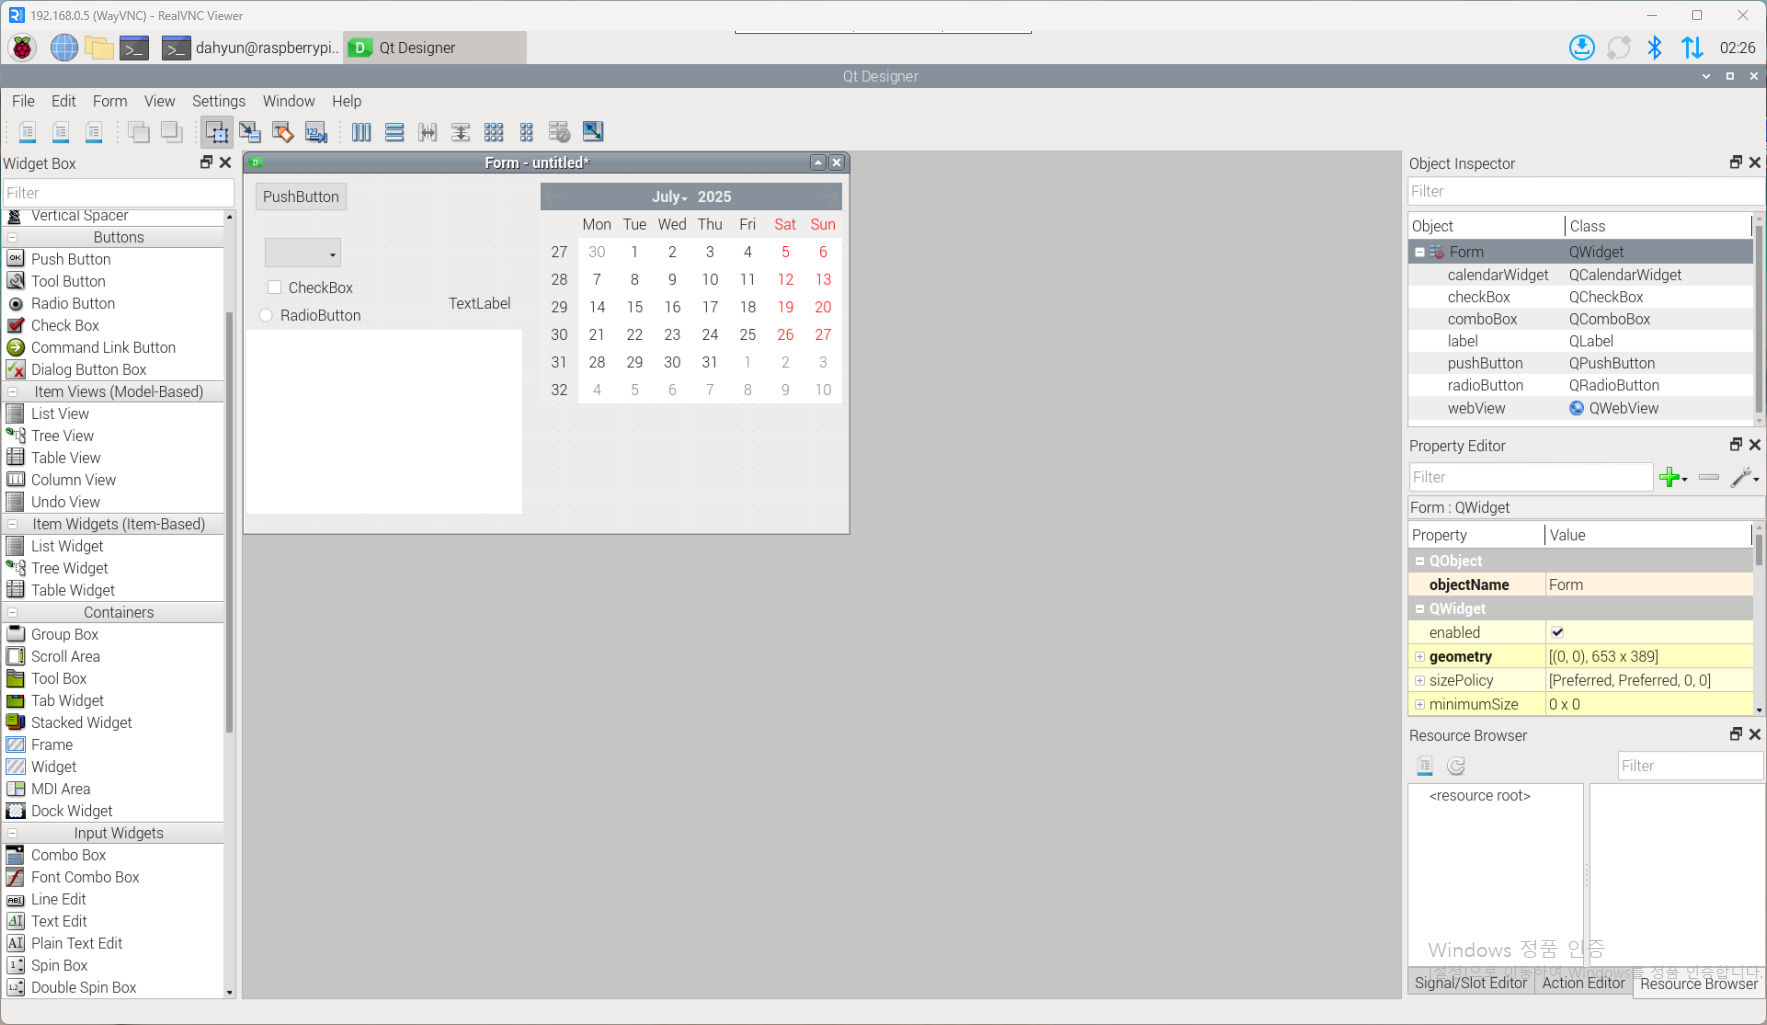 192.168.0.5 (WayVNC) - RealVNC Viewer
dahyun@raspberrypi...
Qt Designer
02:26
Qt Designer
File Edit Form View Settings Window Help
Widget Box
Filter
Vertical Spacer
Buttons
Push Button
Tool Button
Radio Button
Check Box
Command Link Button
Dialog Button Box
Item Views (Model-Based)
List View
Tree View
Table View
Column View
Undo View
Item Widgets (Item-Based)
List Widget
Tree Widget
Table Widget
Containers
Group Box
Scroll Area
Tool Box
Tab Widget
Stacked Widget
Frame
Widget
MDI Area
Dock Widget
Input Widgets
Combo Box
Font Combo Box
Line Edit
Text Edit
Plain Text Edit
Spin Box
Double Spin Box
Form - untitled*
PushButton
CheckBox
RadioButton
TextLabel
July 2025
Mon Tue Wed Thu Fri Sat Sun
27 30 1 2 3 4 5 6
28 7 8 9 10 11 12 13
29 14 15 16 17 18 19 20
30 21 22 23 24 25 26 27
31 28 29 30 31 1 2 3
32 4 5 6 7 8 9 10
Object Inspector
Filter
Object Class
Form QWidget
calendarWidget QCalendarWidget
checkBox QCheckBox
comboBox QComboBox
label QLabel
pushButton QPushButton
radioButton QRadioButton
webView QWebView
Property Editor
Filter
Form : QWidget
Property Value
QObject
objectName Form
QWidget
enabled
geometry [(0, 0), 653 x 389]
sizePolicy [Preferred, Preferred, 0, 0]
minimumSize 0 x 0
Resource Browser
Filter
<resource root>
Windows 정품 인증
[설정]으로 이동하여 Windows를 정품 인증합니다.
Signal/Slot Editor Action Editor Resource Browser